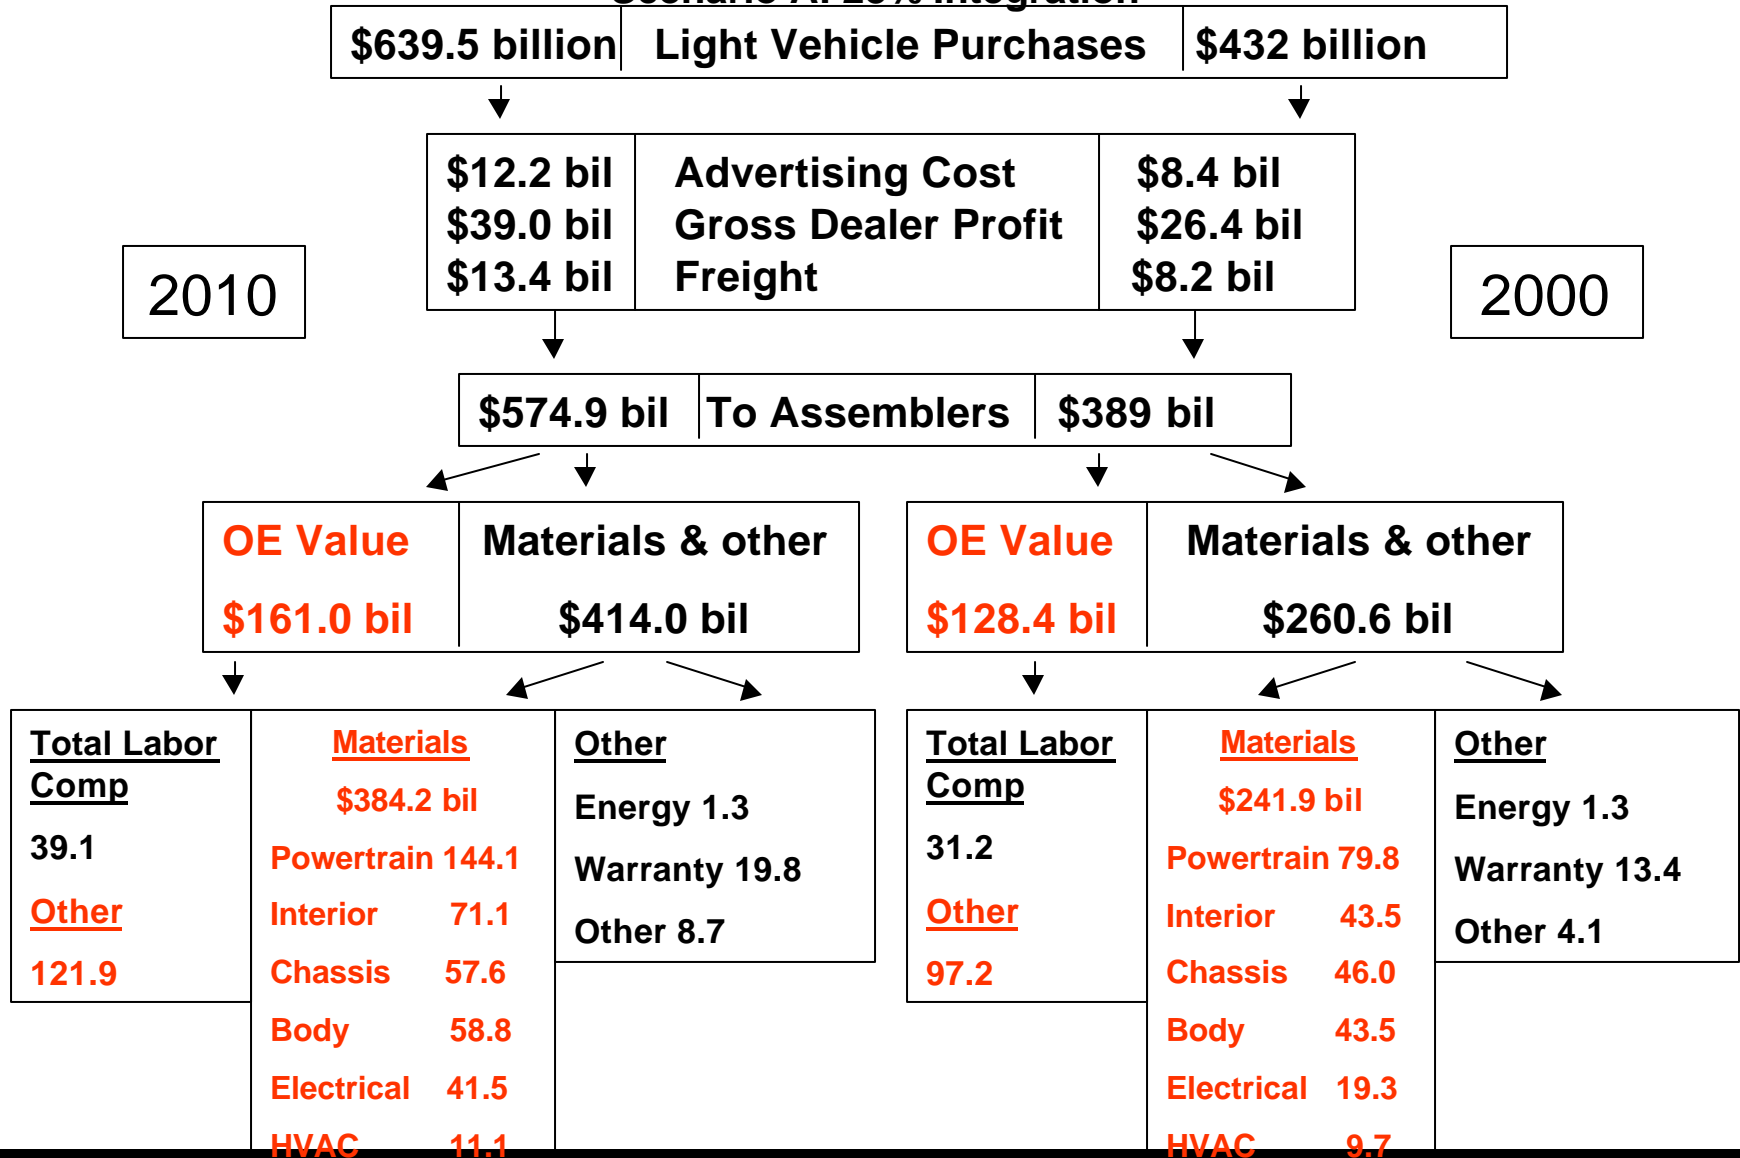 $639.5 billion Light Vehicle Purchases $432 billion
$12.2 bil Advertising Cost $8.4 bil
$39.0 bil Gross Dealer Profit $26.4 bil
$13.4 bil Freight $8.2 bil
2010
2000
$574.9 bil To Assemblers $389 bil
OE Value Materials & other
$161.0 bil $414.0 bil
OE Value Materials & other
$128.4 bil $260.6 bil
Total Labor
Comp
39.1
Other
121.9
Materials
$384.2 bil
Powertrain 144.1
Interior 71.1
Chassis 57.6
Body 58.8
Electrical 41.5
HVAC 11.1
Other
Energy 1.3
Warranty 19.8
Other 8.7
Total Labor
Comp
31.2
Other
97.2
Materials
$241.9 bil
Powertrain 79.8
Interior 43.5
Chassis 46.0
Body 43.5
Electrical 19.3
HVAC 9.7
Other
Energy 1.3
Warranty 13.4
Other 4.1